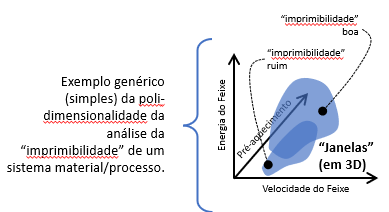 Exemplo genérico
(simples) da poli-
dimensionalidade da
análise da
“imprimibilidade” de um
sistema material/processo.
“imprimibilidade”
boa
“imprimibilidade”
ruim
Energia do Feixe
Pré-aquecimento
“Janelas”
(em 3D)
Velocidade do Feixe